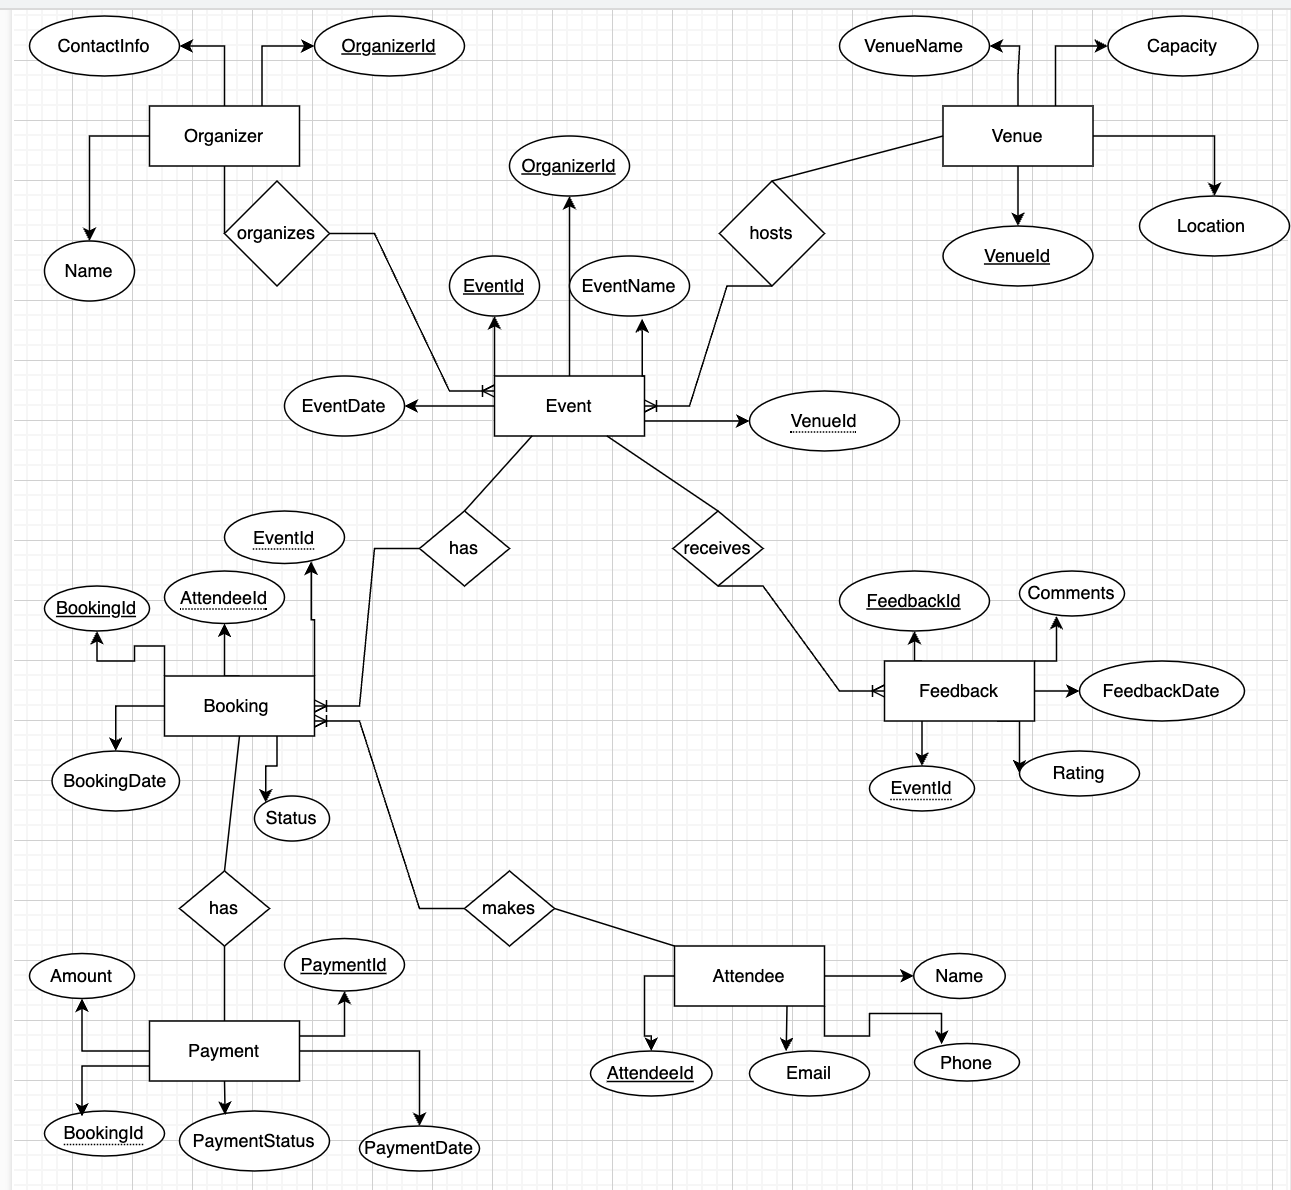 ContactInfo
OrganizerId
VenueName
Capacity
Organizer
Venue
OrganizerId
organizes
hosts
Location
Name
VenueId
EventId
EventName
EventDate
Event
VenueId
EventId
has
receives
BookingId
AttendeeId
FeedbackId
Comments
Booking
Feedback
FeedbackDate
BookingDate
Status
EventId
Rating
has
makes
Amount
PaymentId
Attendee
Name
Payment
AttendeeId
Email
Phone
BookingId
PaymentStatus
PaymentDate